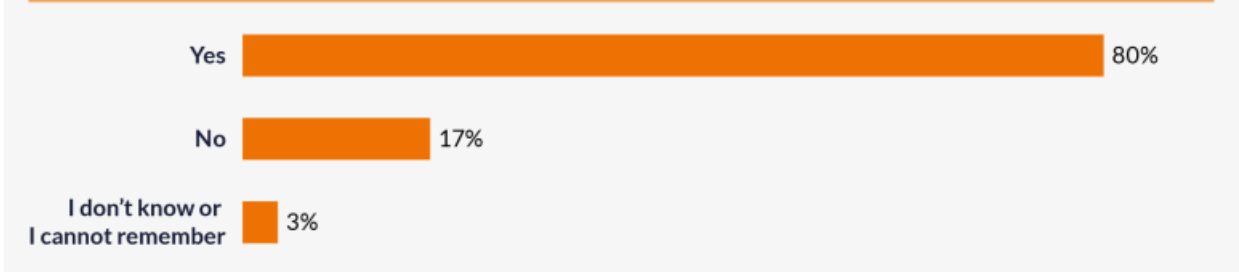 Yes 80%
No 17%
I don't know or
I cannot remember 3%